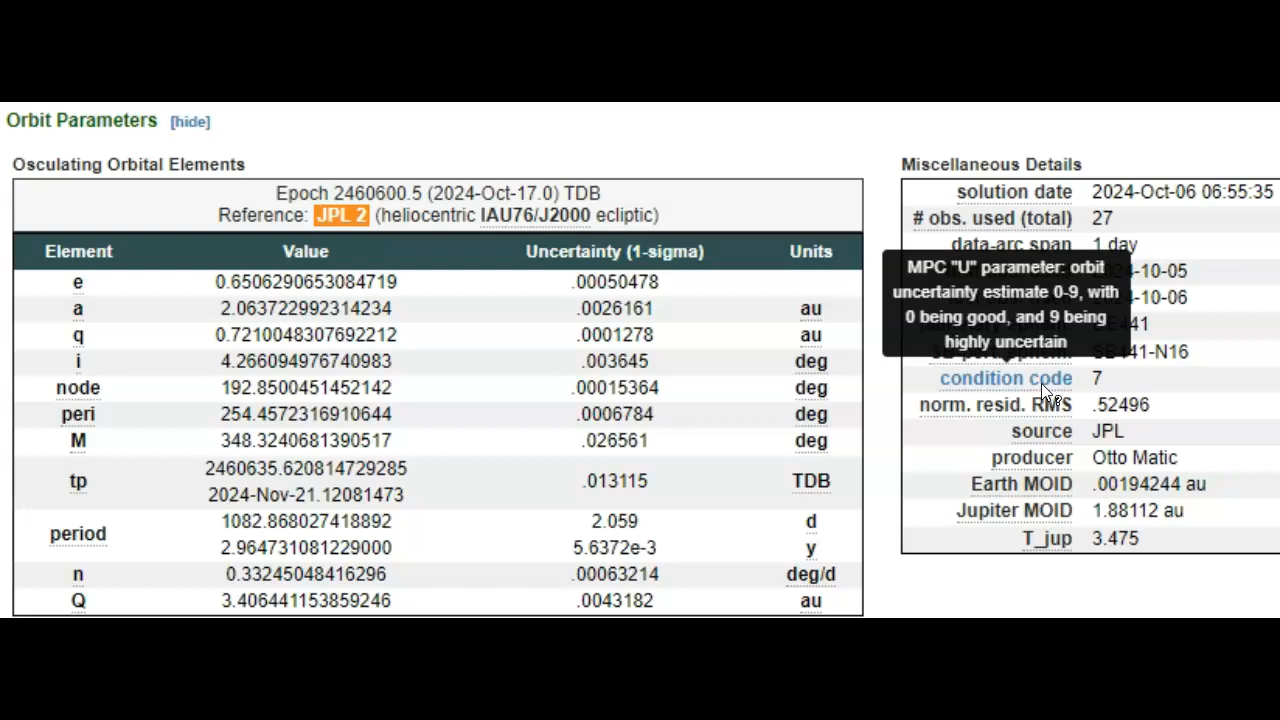 Orbit Parameters [hide]
Osculating Orbital Elements
Epoch 2460600.5 (2024-Oct-17.0) TDB
Reference: JPL 2 (heliocentric IAU76/J2000 ecliptic)
Element Value Uncertainty (1-sigma) Units
e 0.6506290653084719 .00050478
a 2.063722992314234 .0026161 au
q 0.7210048307692212 .0001278 au
i 4.266094976740983 .003645 deg
node 192.8500451452142 .00015364 deg
peri 254.4572316910644 .0006784 deg
M 348.3240681390517 .026561 deg
tp 2460635.620814729285 .013115 TDB
2024-Nov-21.12081473
period 1082.868027418892 2.059 d
2.964731081229000 5.6372e-3 y
n 0.33245048416296 .00063214 deg/d
Q 3.406441153859246 .0043182 au
Miscellaneous Details
solution date 2024-Oct-06 06:55:35
# obs. used (total) 27
data-arc span 1 day
MPC "U" parameter: orbit
uncertainty estimate 0-9, with
0 being good, and 9 being
highly uncertain
-10-05
-10-06
441
SB441-N16
condition code 7
norm. resid. RMS .52496
source JPL
producer Otto Matic
Earth MOID .00194244 au
Jupiter MOID 1.88112 au
T_jup 3.475